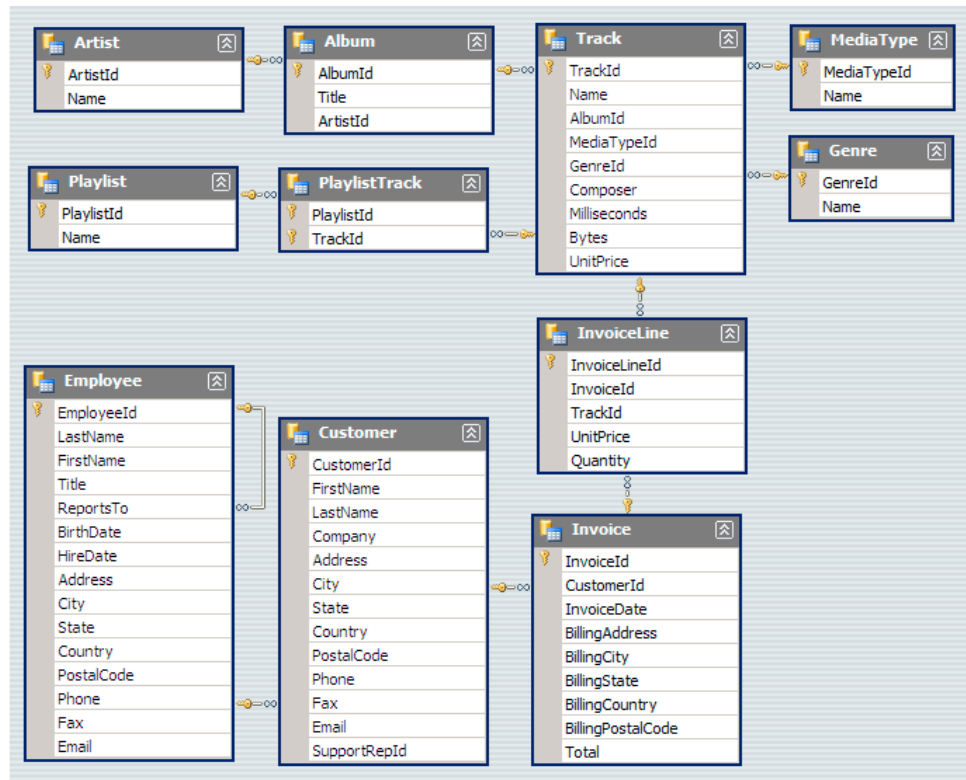 Artist
ArtistId
Name
Album
AlbumId
Title
ArtistId
Track
TrackId
Name
AlbumId
MediaTypeId
GenreId
Composer
Milliseconds
Bytes
UnitPrice
MediaType
MediaTypeId
Name
Genre
GenreId
Name
Playlist
PlaylistId
Name
PlaylistTrack
PlaylistId
TrackId
InvoiceLine
InvoiceLineId
InvoiceId
TrackId
UnitPrice
Quantity
Employee
EmployeeId
LastName
FirstName
Title
ReportsTo
BirthDate
HireDate
Address
City
State
Country
PostalCode
Phone
Fax
Email
Customer
CustomerId
FirstName
LastName
Company
Address
City
State
Country
PostalCode
Phone
Fax
Email
SupportRepId
Invoice
InvoiceId
CustomerId
InvoiceDate
BillingAddress
BillingCity
BillingState
BillingCountry
BillingPostalCode
Total